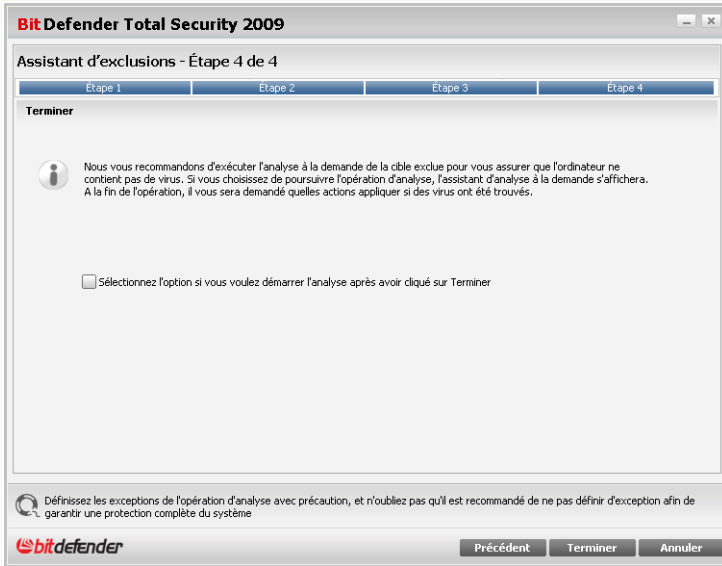 BitDefender Total Security 2009
Assistant d'exclusions - Étape 4 de 4
Étape 1 Étape 2 Étape 3 Étape 4
Terminer
Nous vous recommandons d'exécuter l'analyse à la demande de la cible exclue pour vous assurer que l'ordinateur ne
contient pas de virus. Si vous choisissez de poursuivre l'opération d'analyse, l'assistant d'analyse à la demande s'affichera.
A la fin de l'opération, il vous sera demandé quelles actions appliquer si des virus ont été trouvés.
Sélectionnez l'option si vous voulez démarrer l'analyse après avoir cliqué sur Terminer
Définissez les exceptions de l'opération d'analyse avec précaution, et n'oubliez pas qu'il est recommandé de ne pas définir d'exception afin de
garantir une protection complète du système
bitdefender
Précédent Terminer Annuler